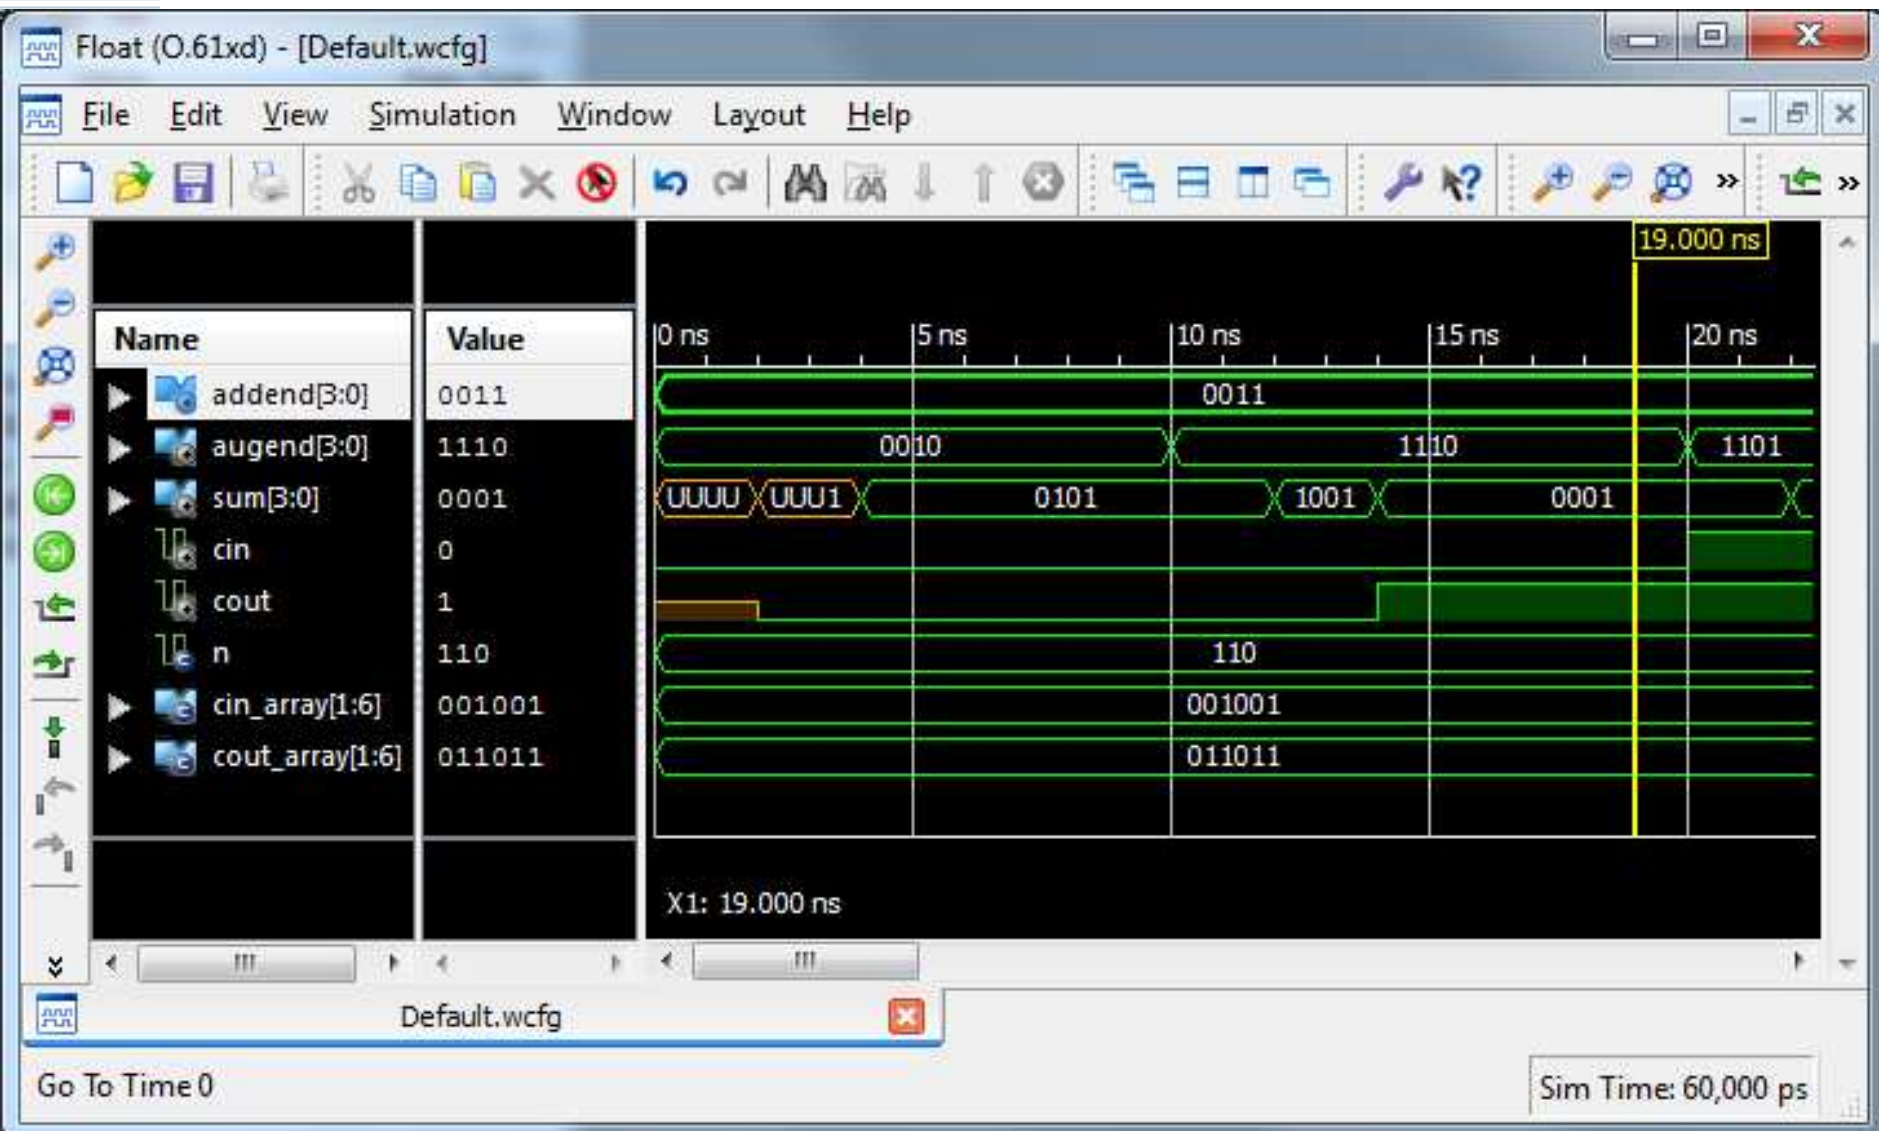 Float (O.61xd) - [Default.wcfg]
File Edit View Simulation Window Layout Help
19.000 ns
Name Value 0 ns 5 ns 10 ns 15 ns 20 ns
addend[3:0] 0011 0011
augend[3:0] 1110 0010 1110 1101
sum[3:0] 0001 UUUU UUU1 0101 1001 0001
cin 0
cout 1
n 110 110
cin_array[1:6] 001001 001001
cout_array[1:6] 011011 011011
X1: 19.000 ns
Default.wcfg
Go To Time 0 Sim Time: 60,000 ps